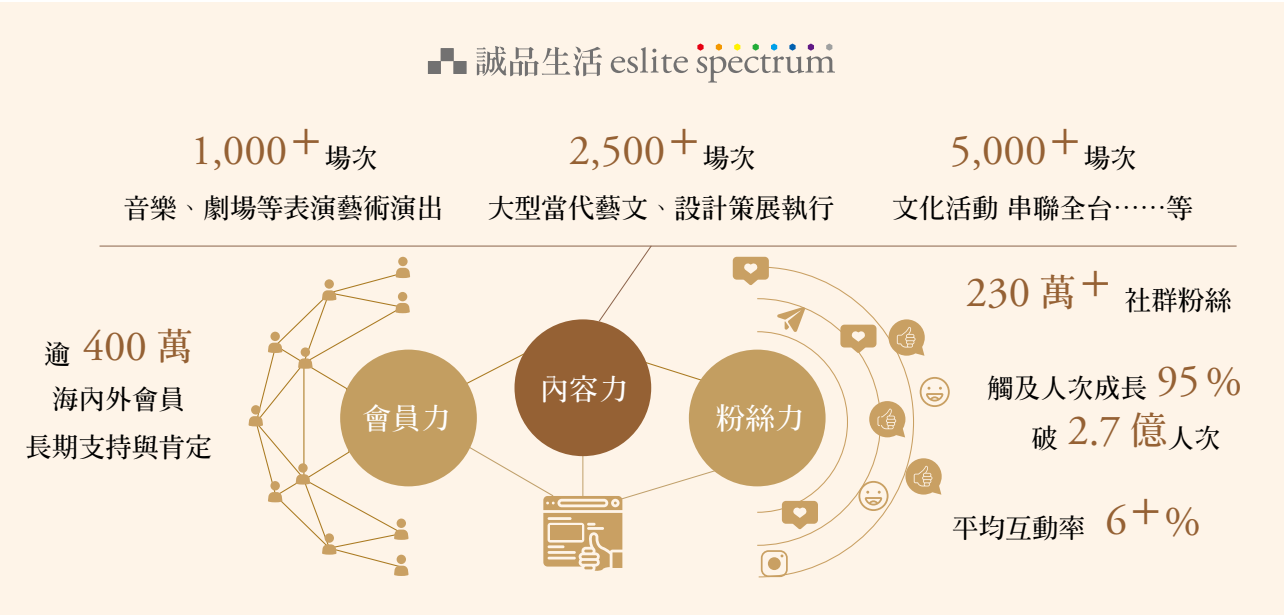 誠品生活 eslite spectrum
1,000+場次
音樂、劇場等表演藝術演出
2,500+場次
大型當代藝文、設計策展執行
5,000+場次
文化活動 串聯全台⋯⋯等
逾 400 萬
海內外會員
長期支持與肯定
會員力
內容力
粉絲力
230 萬+ 社群粉絲
觸及人次成長 95%
破 2.7 億人次
平均互動率 6+%